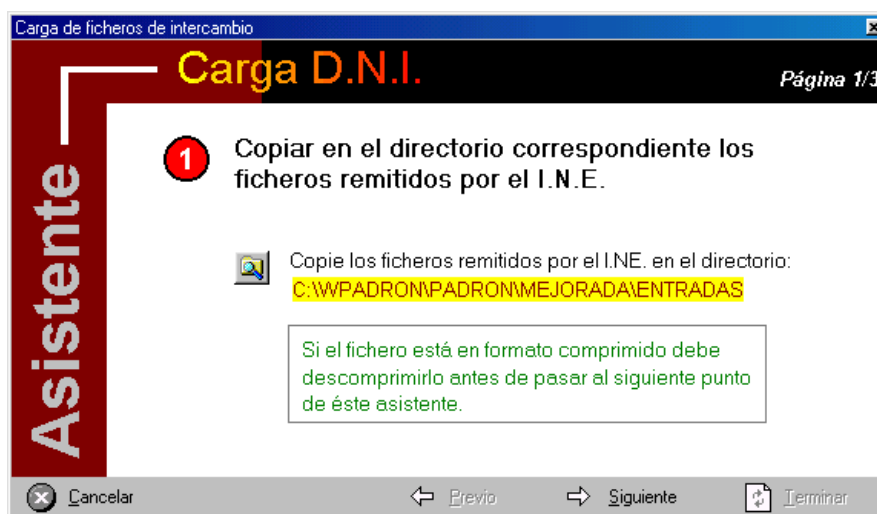 Carga de ficheros de intercambio
Carga D.N.I.
Página 1/3
Asistente
1
Copiar en el directorio correspondiente los
ficheros remitidos por el I.N.E.
Copie los ficheros remitidos por el I.NE. en el directorio:
C:\WPADRON\PADRON\MEJORADA\ENTRADAS
Si el fichero está en formato comprimido debe
descomprimirlo antes de pasar al siguiente punto
de éste asistente.
Cancelar
Previo
Siguiente
Terminar